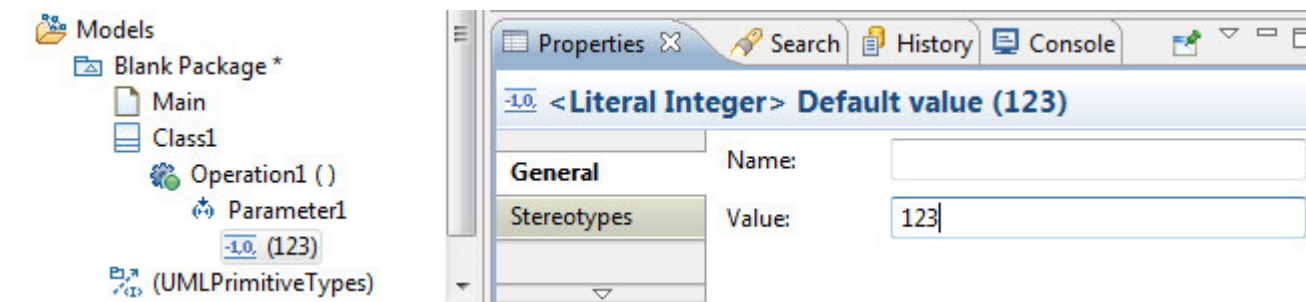 Models
Blank Package *
Main
Class1
Operation1 ( )
Parameter1
-1,0, (123)
(UMLPrimitiveTypes)
Properties Search History Console
-1,0, <Literal Integer> Default value (123)
General
Stereotypes
Name:
Value: 123